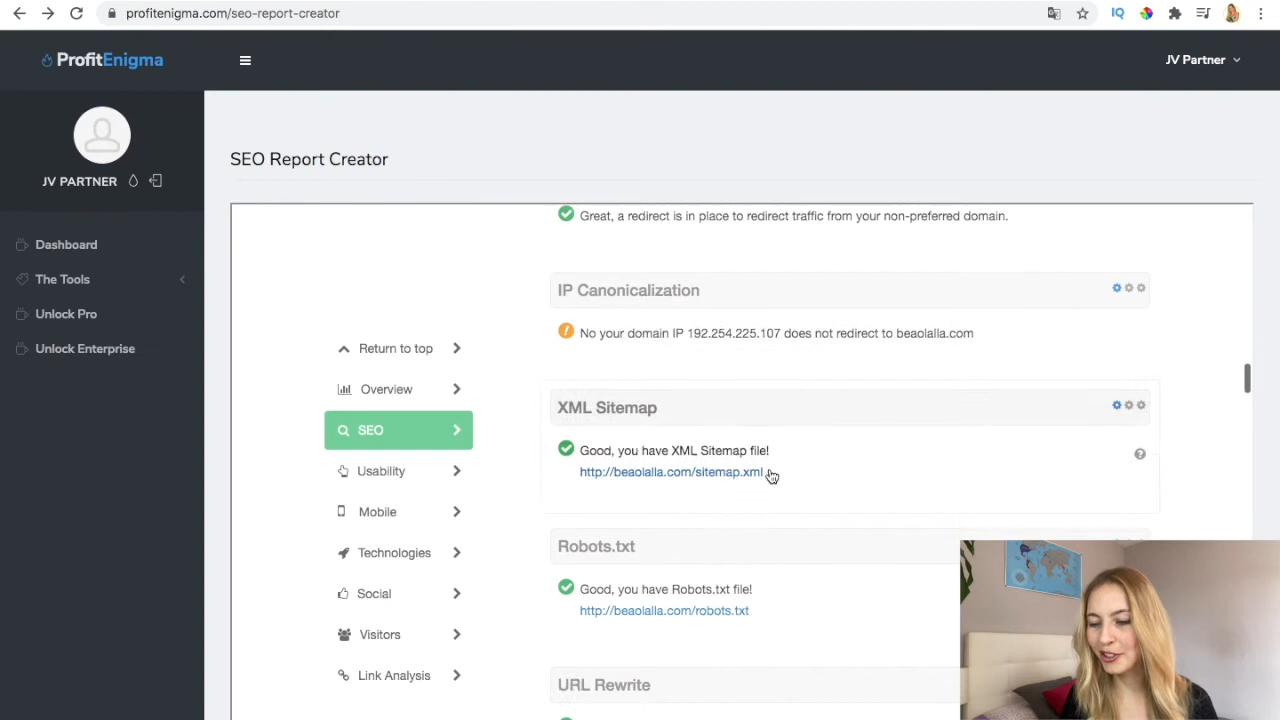 profitenigma.com/seo-report-creator
ProfitEnigma
JV Partner
JV PARTNER
Dashboard
The Tools
Unlock Pro
Unlock Enterprise
SEO Report Creator
Return to top
Overview
SEO
Usability
Mobile
Technologies
Social
Visitors
Link Analysis
Great, a redirect is in place to redirect traffic from your non-preferred domain.
IP Canonicalization
No your domain IP 192.254.225.107 does not redirect to beaolalla.com
XML Sitemap
Good, you have XML Sitemap file!
http://beaolalla.com/sitemap.xml
Robots.txt
Good, you have Robots.txt file!
http://beaolalla.com/robots.txt
URL Rewrite